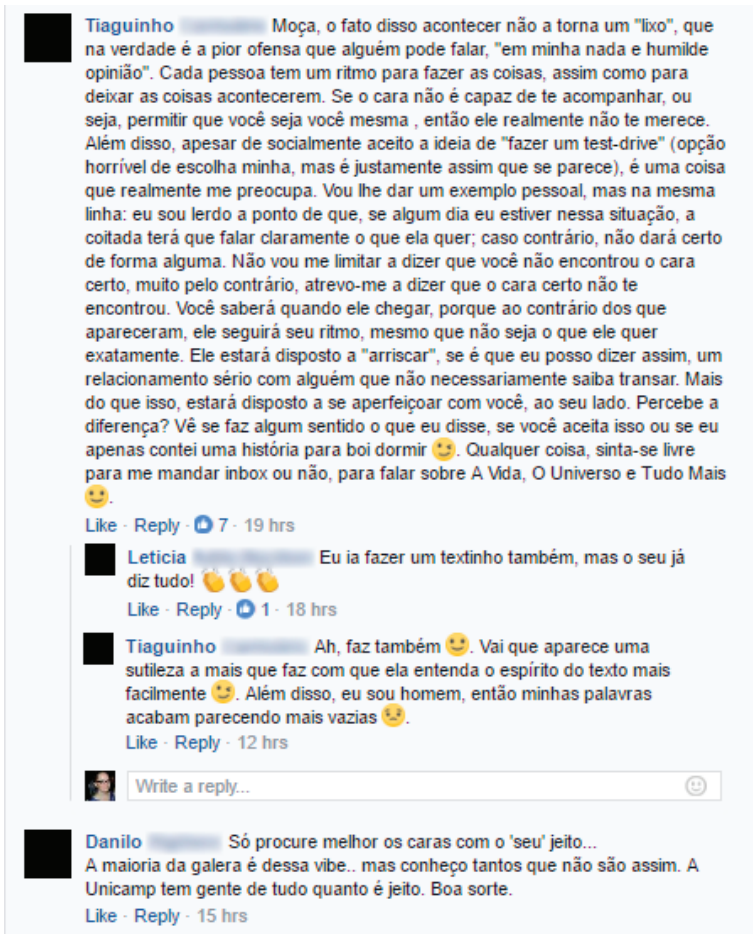 Tiaguinho Moça, o fato disso acontecer não a torna um "lixo", que
na verdade é a pior ofensa que alguém pode falar, "em minha nada e humilde
opinião". Cada pessoa tem um ritmo para fazer as coisas, assim como para
deixar as coisas acontecerem. Se o cara não é capaz de te acompanhar, ou
seja, permitir que você seja você mesma , então ele realmente não te merece.
Além disso, apesar de socialmente aceito a ideia de "fazer um test-drive" (opção
horrível de escolha minha, mas é justamente assim que se parece), é uma coisa
que realmente me preocupa. Vou lhe dar um exemplo pessoal, mas na mesma
linha: eu sou lerdo a ponto de que, se algum dia eu estiver nessa situação, a
coitada terá que falar claramente o que ela quer; caso contrário, não dará certo
de forma alguma. Não vou me limitar a dizer que você não encontrou o cara
certo, muito pelo contrário, atrevo-me a dizer que o cara certo não te
encontrou. Você saberá quando ele chegar, porque ao contrário dos que
apareceram, ele seguirá seu ritmo, mesmo que não seja o que ele quer
exatamente. Ele estará disposto a "arriscar", se é que eu posso dizer assim, um
relacionamento sério com alguém que não necessariamente saiba transar. Mais
do que isso, estará disposto a se aperfeiçoar com você, ao seu lado. Percebe a
diferença? Vê se faz algum sentido o que eu disse, se você aceita isso ou se eu
apenas contei uma história para boi dormir 😉. Qualquer coisa, sinta-se livre
para me mandar inbox ou não, para falar sobre A Vida, O Universo e Tudo Mais
🙂.
Like · Reply · 7 · 19 hrs
Leticia Eu ia fazer um textinho também, mas o seu já
diz tudo! 👏👏👏
Like · Reply · 1 · 18 hrs
Tiaguinho Ah, faz também 🙂. Vai que aparece uma
sutileza a mais que faz com que ela entenda o espírito do texto mais
facilmente 😉. Além disso, eu sou homem, então minhas palavras
acabam parecendo mais vazias 😟.
Like · Reply · 12 hrs
Write a reply...
Danilo Só procure melhor os caras com o 'seu' jeito...
A maioria da galera é dessa vibe.. mas conheço tantos que não são assim. A
Unicamp tem gente de tudo quanto é jeito. Boa sorte.
Like · Reply · 15 hrs